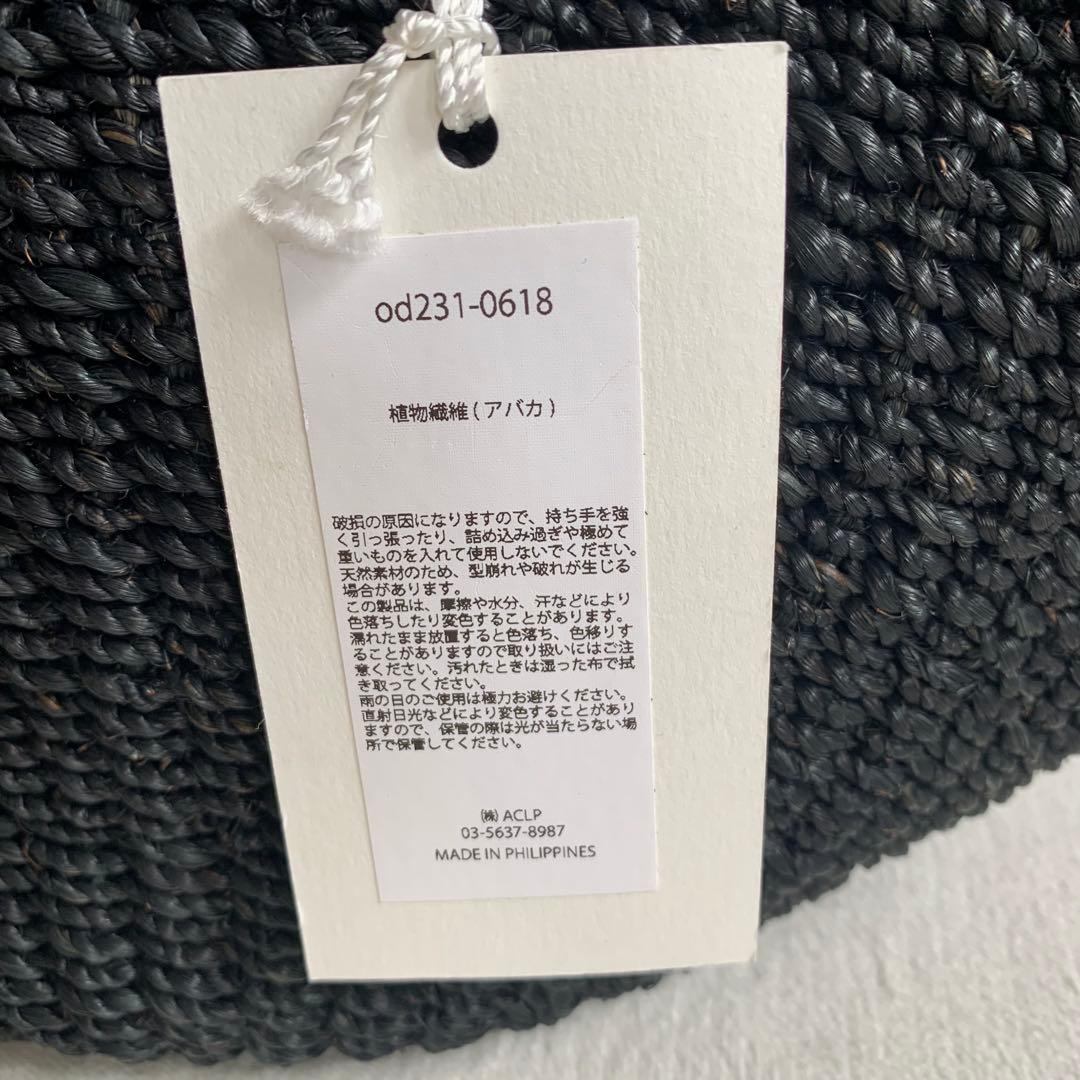 od231-0618
植物繊維(アバカ)
破損の原因になりますので、持ち手を強
く引っ張ったり、詰め込み過ぎや極めて
重いものを入れて使用しないでください。
天然素材のため、型崩れや破れが生じる
場合があります。
この製品は、摩擦や水分、汗などにより
色落ちしたり変色することがあります。
濡れたまま放置すると色落ち、色移りす
ることがありますので取り扱いにはご注
意ください。汚れたときは湿った布で拭
き取ってください。
雨の日のご使用は極力お避けください。
直射日光などにより変色することがあり
ますので、保管の際は光が当たらない場
所で保管してください。
㈱ ACLP
03-5637-8987
MADE IN PHILIPPINES